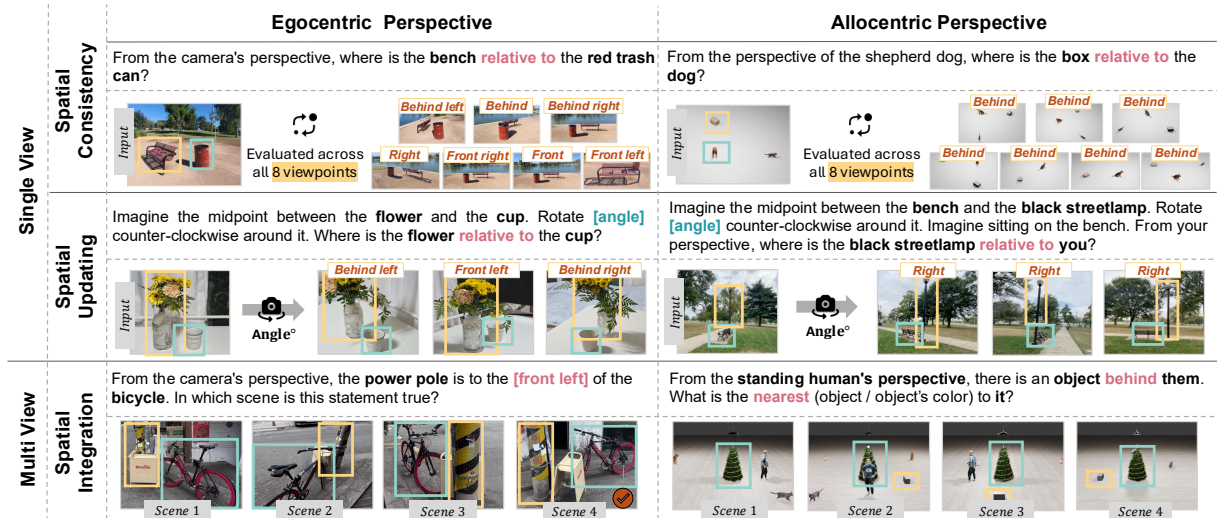 Egocentric Perspective
Allocentric Perspective
Single View
Spatial
Consistency
From the camera's perspective, where is the bench relative to the red trash
can?
Input
Evaluated across
all 8 viewpoints
Behind left
Behind
Behind right
Right
Front right
Front
Front left
From the perspective of the shepherd dog, where is the box relative to the
dog?
Input
Evaluated across
all 8 viewpoints
Behind
Behind
Behind
Behind
Behind
Behind
Behind
Spatial
Updating
Imagine the midpoint between the flower and the cup. Rotate [angle]
counter-clockwise around it. Where is the flower relative to the cup?
Input
Angle°
Behind left
Front left
Behind right
Imagine the midpoint between the bench and the black streetlamp. Rotate
[angle] counter-clockwise around it. Imagine sitting on the bench. From your
perspective, where is the black streetlamp relative to you?
Input
Angle°
Right
Right
Right
Multi View
Spatial
Integration
From the camera's perspective, the power pole is to the [front left] of the
bicycle. In which scene is this statement true?
Scene 1
Scene 2
Scene 3
Scene 4
From the standing human's perspective, there is an object behind them.
What is the nearest (object / object's color) to it?
Scene 1
Scene 2
Scene 3
Scene 4